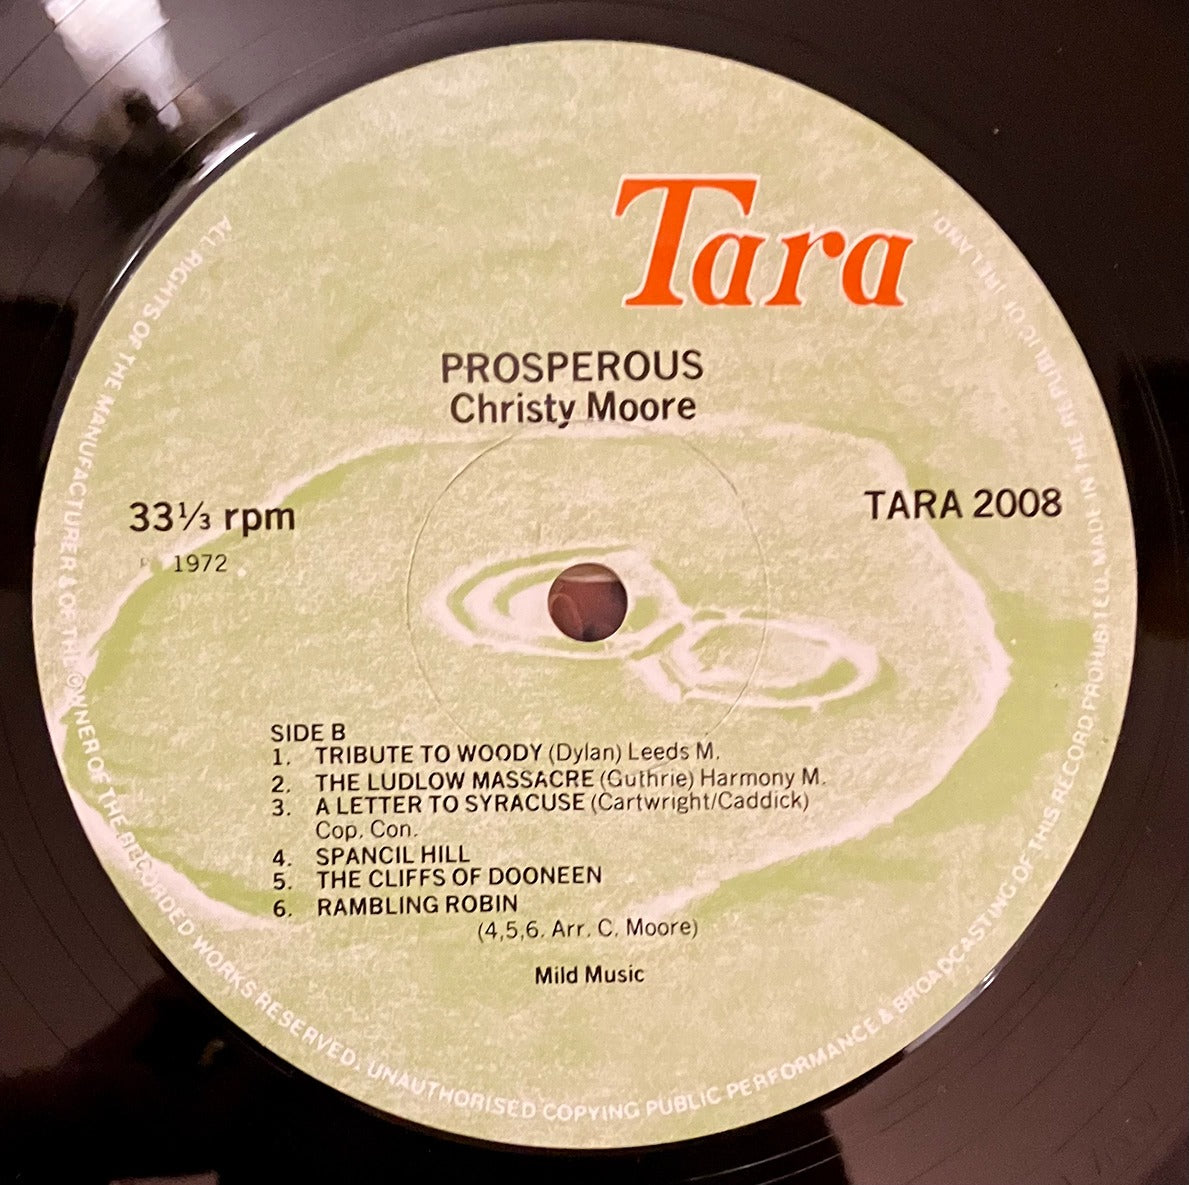 Tara
PROSPEROUS
Christy Moore
33⅓ rpm
TARA 2008
℗ 1972
SIDE B
1. TRIBUTE TO WOODY (Dylan) Leeds M.
2. THE LUDLOW MASSACRE (Guthrie) Harmony M.
3. A LETTER TO SYRACUSE (Cartwright/Caddick)
Cop. Con.
4. SPANCIL HILL
5. THE CLIFFS OF DOONEEN
6. RAMBLING ROBIN
(4,5,6. Arr. C. Moore)
Mild Music
ALL RIGHTS OF THE MANUFACTURER & OF THE OWNER OF THE RECORDED WORKS RESERVED. UNAUTHORISED COPYING PUBLIC PERFORMANCE & BROADCASTING OF THIS RECORD PROHIBITED. MADE IN THE REPUBLIC OF IRELAND.